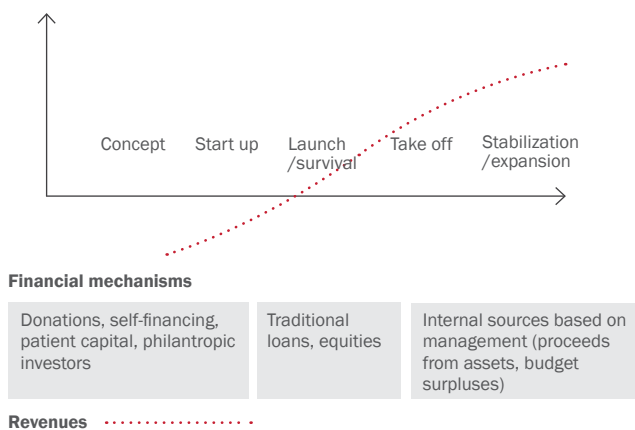 Concept
Start up
Launch
/survival
Take off
Stabilization
/expansion
Financial mechanisms
Donations, self-financing,
patient capital, philantropic
investors
Traditional
loans, equities
Internal sources based on
management (proceeds
from assets, budget
surpluses)
Revenues